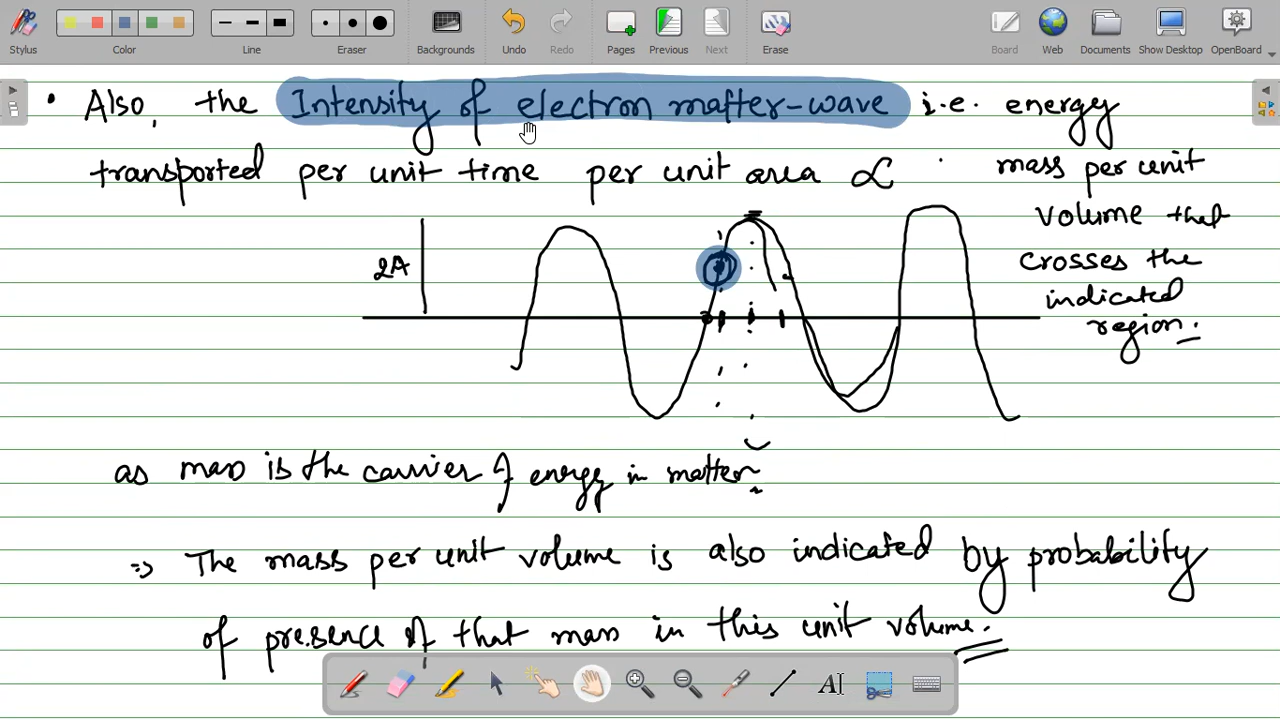 Stylus Color Line Eraser Backgrounds Undo Redo Pages Previous Next Erase Board Web Documents Show Desktop OpenBoard
• Also, the Intensity of electron matter-wave i.e. energy
transported per unit time per unit area ∝ mass per unit
volume that
crosses the
indicated
region.
2A
as mass is the carrier of energy in matter
⇒ The mass per unit volume is also indicated by probability
of presence of that mass in this unit volume.